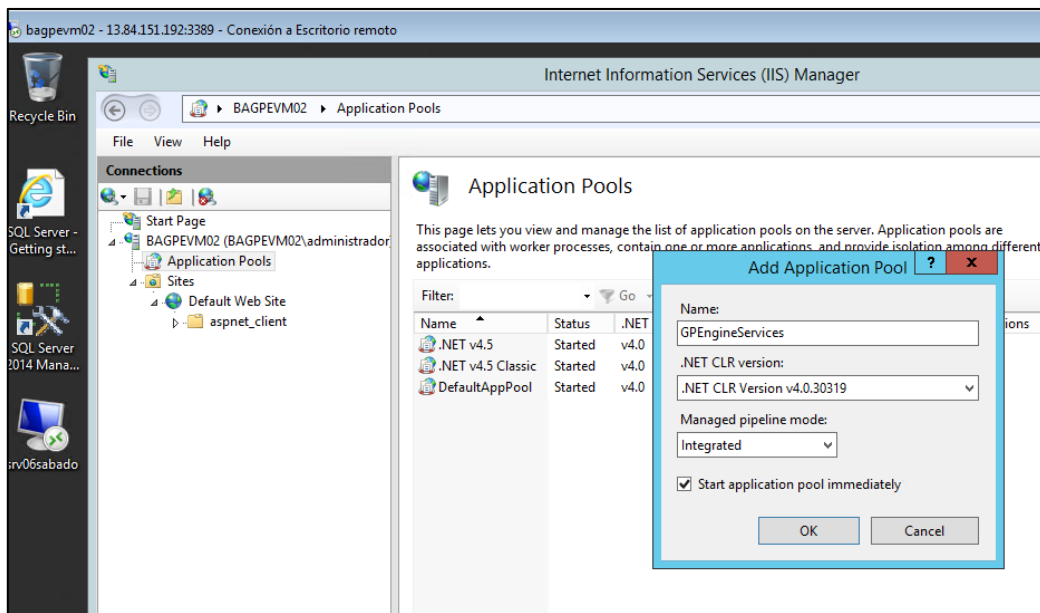 bagpevm02 - 13.84.151.192:3389 - Conexión a Escritorio remoto
Recycle Bin
SQL Server -
Getting st...
SQL Server
2014 Mana...
srv06sabado
Internet Information Services (IIS) Manager
BAGPEVM02
Application Pools
File View Help
Connections
Start Page
BAGPEVM02 (BAGPEVM02\administrador
Application Pools
Sites
Default Web Site
aspnet_client
Application Pools
This page lets you view and manage the list of application pools on the server. Application pools are
associated with worker processes, contain one or more applications, and provide isolation among different
applications.
Filter: Go
Name Status .NET ions
.NET v4.5 Started v4.0
.NET v4.5 Classic Started v4.0
DefaultAppPool Started v4.0
Add Application Pool ? x
Name:
GPEngineServices
.NET CLR version:
.NET CLR Version v4.0.30319
Managed pipeline mode:
Integrated
Start application pool immediately
OK Cancel